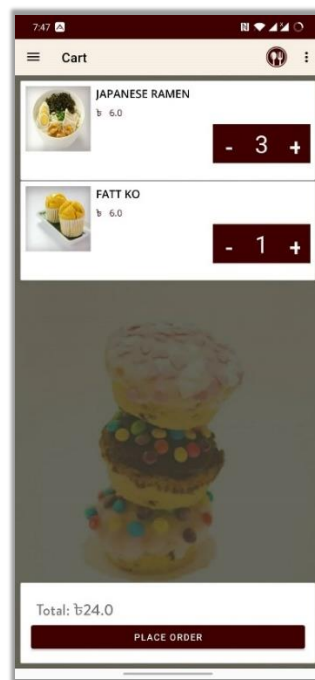 7:47
Cart
JAPANESE RAMEN
৳ 6.0
- 3 +
FATT KO
৳ 6.0
- 1 +
Total: ৳24.0
PLACE ORDER